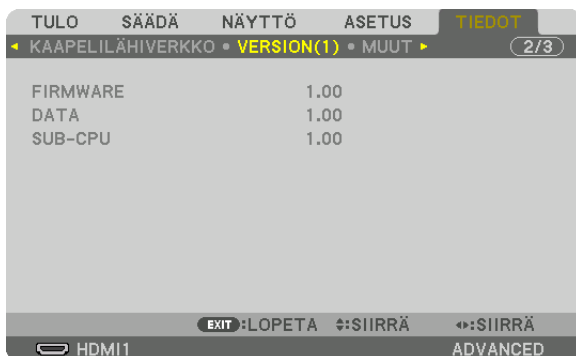 TULO SÄÄDÄ NÄYTTÖ ASETUS TIEDOT
◂ KAAPELILÄHIVERKKO • VERSION(1) • MUUT ▸ 2/3
FIRMWARE 1.00
DATA 1.00
SUB-CPU 1.00
EXIT:LOPETA ♦:SIIRRÄ ◂▸:SIIRRÄ
HDMI1 ADVANCED